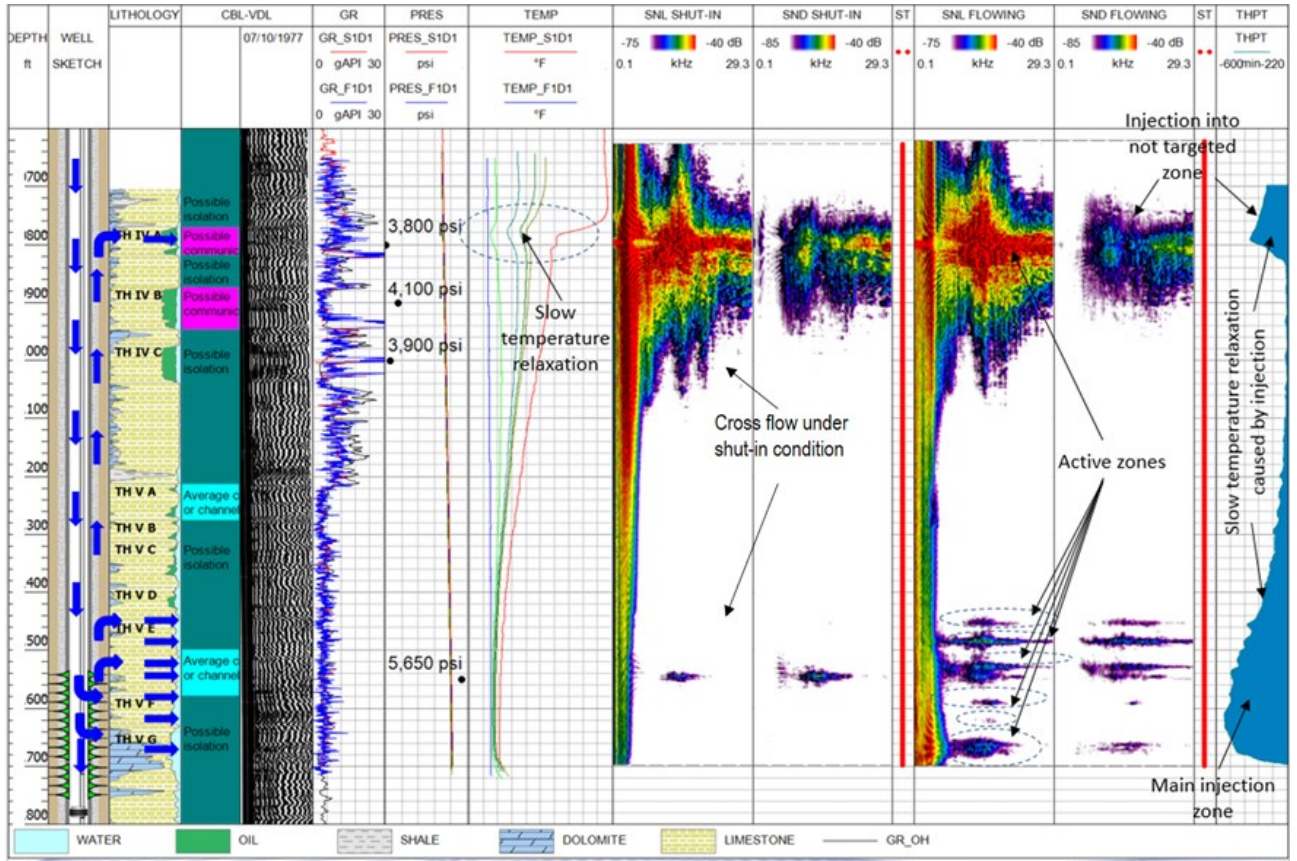 LITHOLOGY CBL-VDL GR PRES TEMP SNL SHUT-IN SND SHUT-IN ST SNL FLOWING SND FLOWING ST THPT
DEPTH WELL 07/10/1977 GR_S1D1 PRES_S1D1 TEMP_S1D1 -75 -40 dB -85 -40 dB -75 -40 dB -85 -40 dB THPT
ft SKETCH 0 gAPI 30 psi °F 0.1 kHz 29.3 0.1 kHz 29.3 0.1 kHz 29.3 0.1 kHz 29.3 -600min-220
GR_F1D1 PRES_F1D1 TEMP_F1D1
0 gAPI 30 psi °F
Injection into
not targeted
zone
700
Possible
isolation
800
TH IV A
Possible
communic
3,800 psi
Possible
isolation
900
TH IV B
Possible
communic
4,100 psi
Slow
temperature
relaxation
000
TH IV C
Possible
isolation
3,900 psi
100
Cross flow under
shut-in condition
Active zones
Slow temperature relaxation
caused by injection
200
TH V A
Average o
or channel
300
TH V B
TH V C
Possible
isolation
400
TH V D
500
TH V E
Average o
or channel
5,650 psi
600
TH V F
Possible
isolation
TH V G
700
Main injection
zone
800
WATER OIL SHALE DOLOMITE LIMESTONE GR_OH